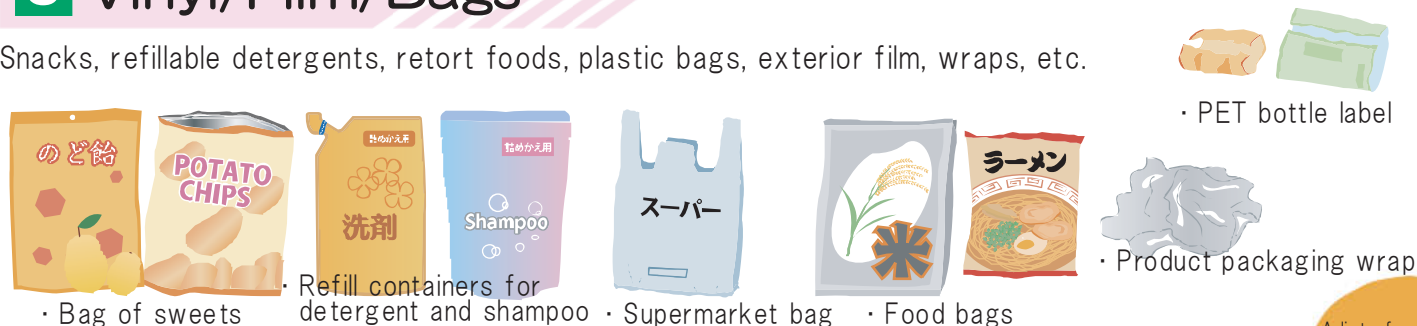 Vinyl/Film/Bags
Snacks, refillable detergents, retort foods, plastic bags, exterior film, wraps, etc.
・PET bottle label
のど飴
POTATO
CHIPS
詰めかえ用
洗剤
詰めかえ用
Shampoo
スーパー
米
ラーメン
・Product packaging wrap
・Bag of sweets
・Refill containers for
detergent and shampoo
・Supermarket bag
・Food bags